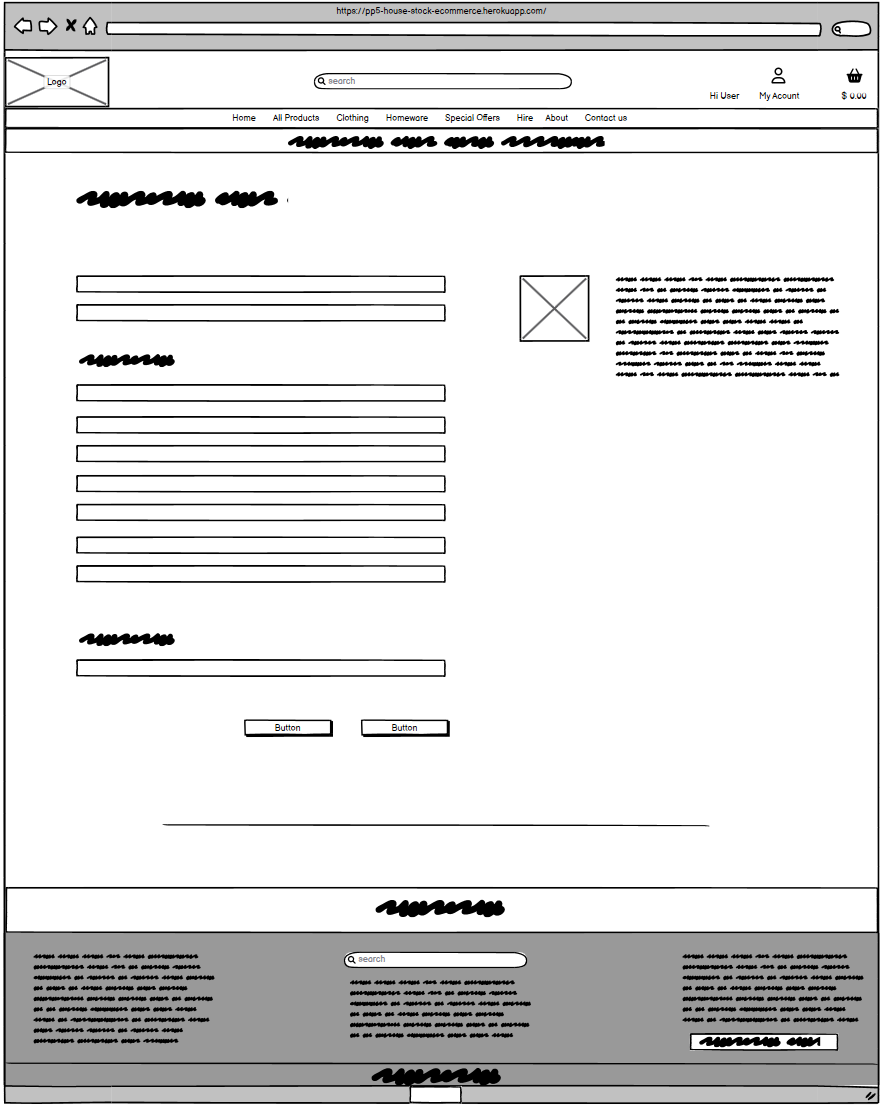 https://pp5-house-stock-ecommerce.herokuapp.com/
Logo
search
Hi User My Acount $ 0.00
Home All Products Clothing Homeware Special Offers Hire About Contact us
Button Button
search